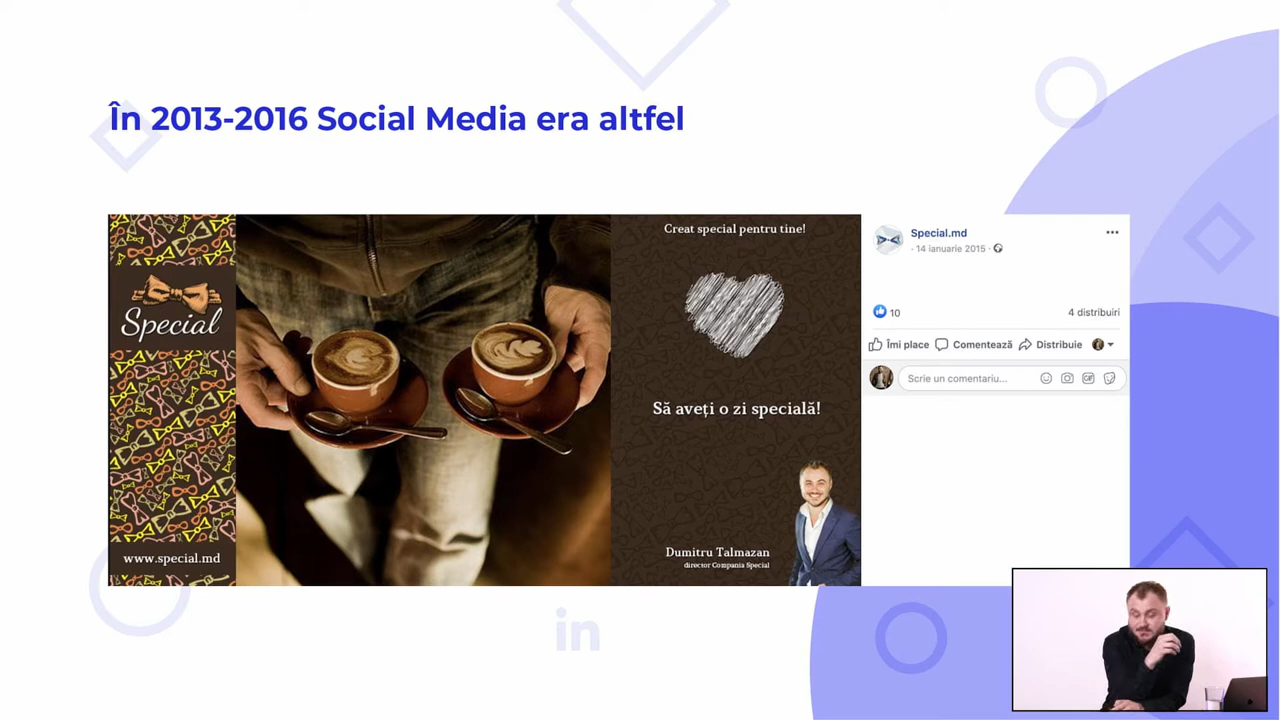 În 2013-2016 Social Media era altfel
Special
www.special.md
Creat special pentru tine!
Să aveți o zi specială!
Dumitru Talmazan
director Compania Special
Special.md
· 14 ianuarie 2015 ·
10
4 distribuiri
Îmi place
Comentează
Distribuie
Scrie un comentariu...
GIF
in